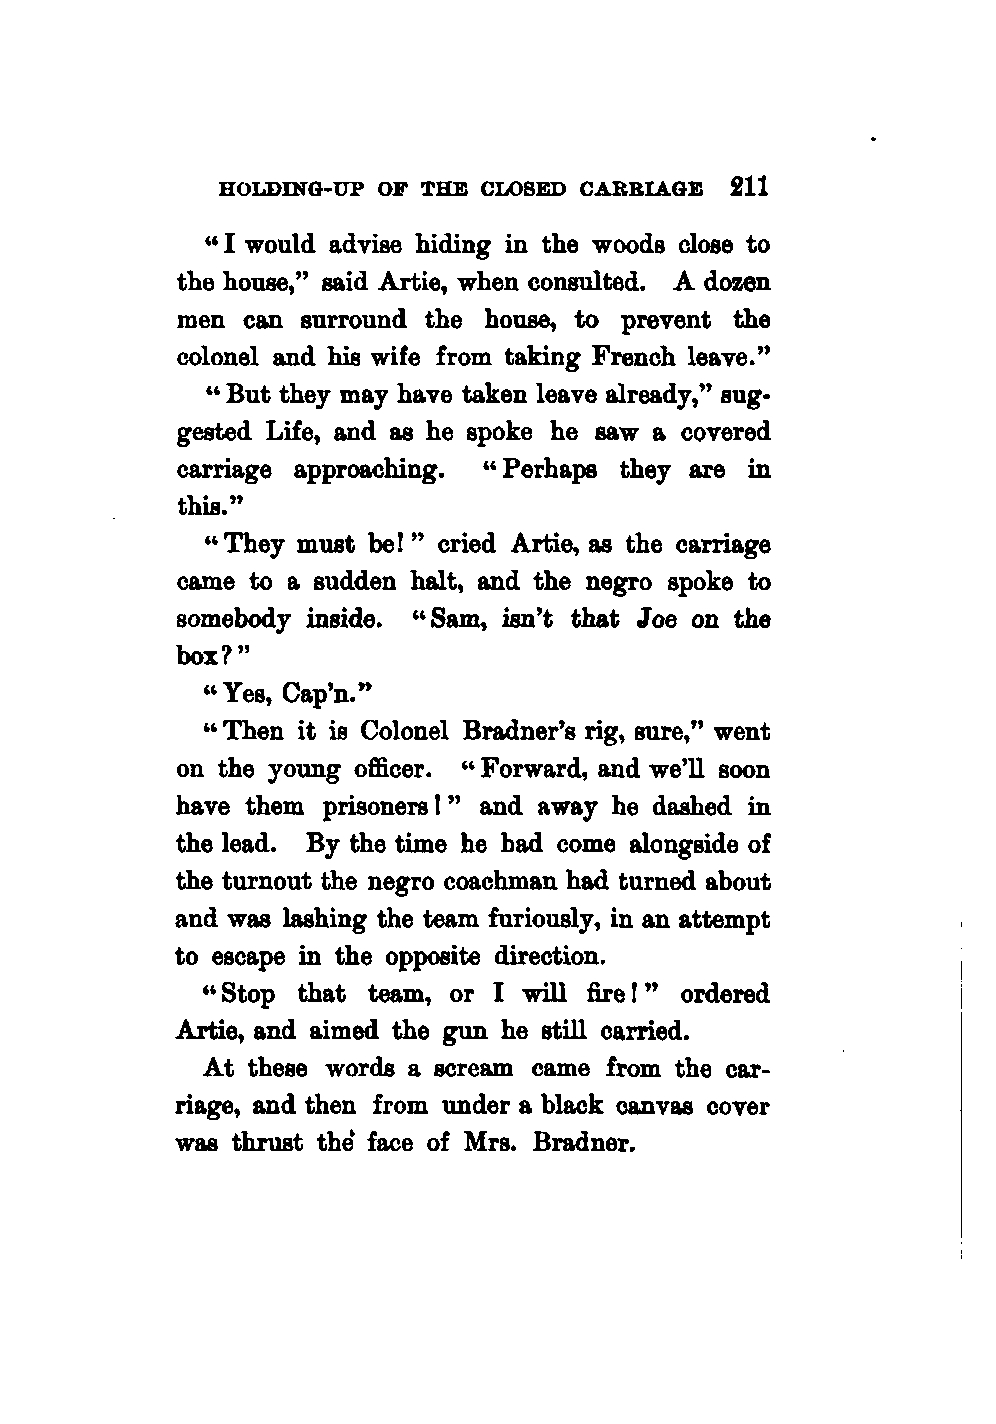 HOLDING-UP OF THE CLOSED CARRIAGE 211
“I would advise hiding in the woods close to
the house,” said Artie, when consulted. A dozen
men can surround the house, to prevent the
colonel and his wife from taking French leave.”
“But they may have taken leave already,” sug-
gested Life, and as he spoke he saw a covered
carriage approaching. “Perhaps they are in
this.”
“They must be!” cried Artie, as the carriage
came to a sudden halt, and the negro spoke to
somebody inside. “Sam, isn’t that Joe on the
box?”
“Yes, Cap’n.”
“Then it is Colonel Bradner’s rig, sure,” went
on the young officer. “Forward, and we’ll soon
have them prisoners!” and away he dashed in
the lead. By the time he had come alongside of
the turnout the negro coachman had turned about
and was lashing the team furiously, in an attempt
to escape in the opposite direction.
“Stop that team, or I will fire!” ordered
Artie, and aimed the gun he still carried.
At these words a scream came from the car-
riage, and then from under a black canvas cover
was thrust the face of Mrs. Bradner.